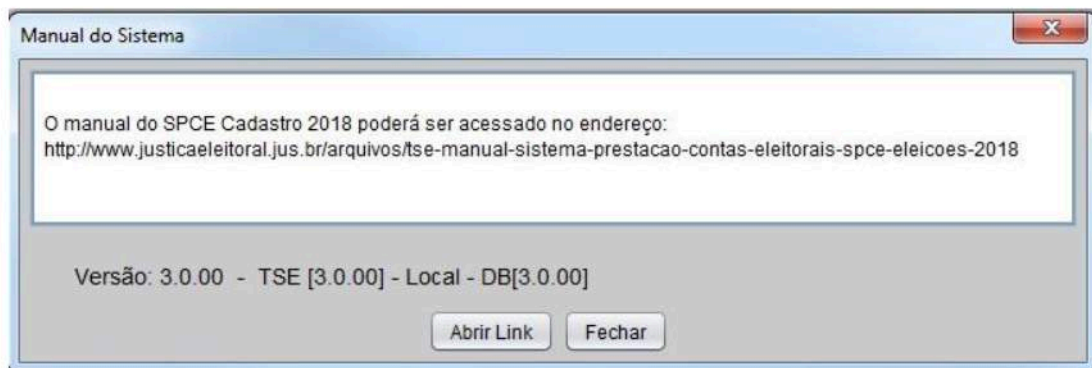 Manual do Sistema
O manual do SPCE Cadastro 2018 poderá ser acessado no endereço:
http://www.justicaeleitoral.jus.br/arquivos/tse-manual-sistema-prestacao-contas-eleitorais-spce-eleicoes-2018
Versão: 3.0.00 - TSE [3.0.00] - Local - DB[3.0.00]
Abrir Link Fechar